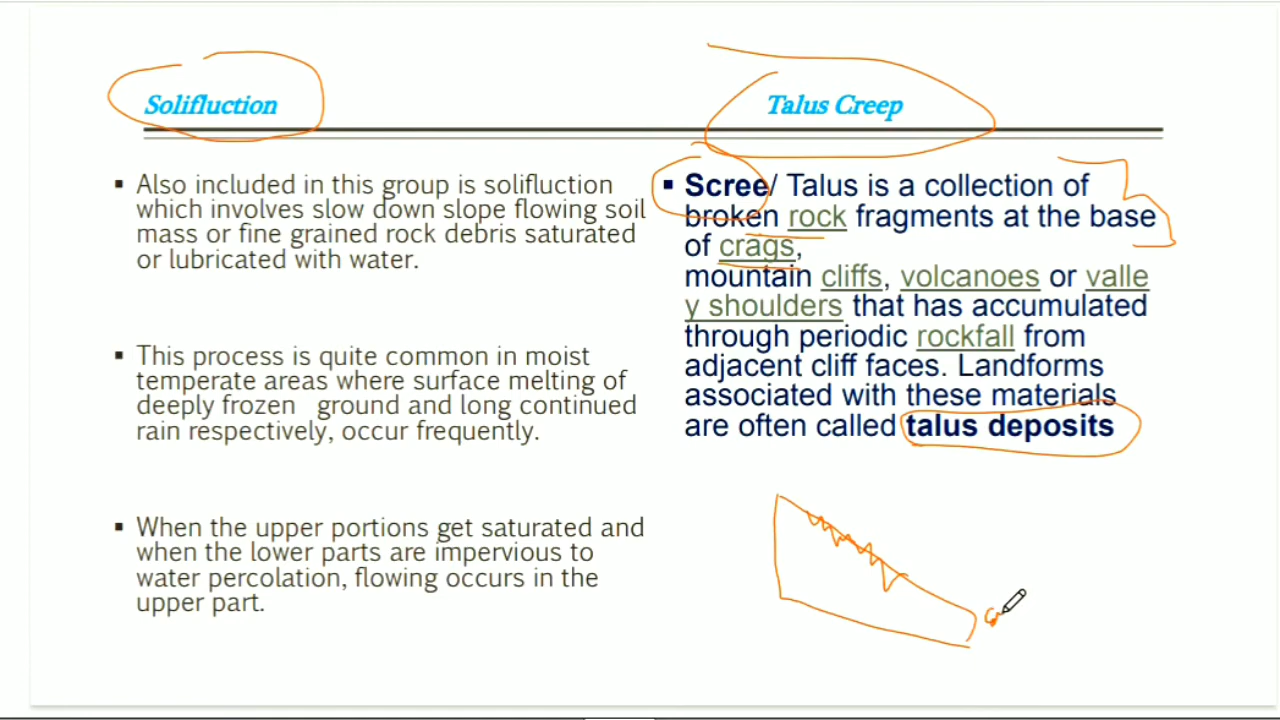 Solifluction
▪ Also included in this group is solifluction
which involves slow down slope flowing soil
mass or fine grained rock debris saturated
or lubricated with water.
▪ This process is quite common in moist
temperate areas where surface melting of
deeply frozen ground and long continued
rain respectively, occur frequently.
▪ When the upper portions get saturated and
when the lower parts are impervious to
water percolation, flowing occurs in the
upper part.
Talus Creep
▪ Scree/ Talus is a collection of
broken rock fragments at the base
of crags,
mountain cliffs, volcanoes or valle
y shoulders that has accumulated
through periodic rockfall from
adjacent cliff faces. Landforms
associated with these materials
are often called talus deposits